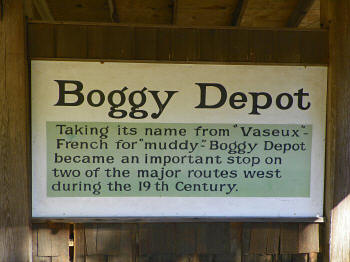 Boggy Depot
Taking its name from "Vaseux"-
French for "muddy"- Boggy Depot
became an important stop on
two of the major routes west
during the 19th Century.